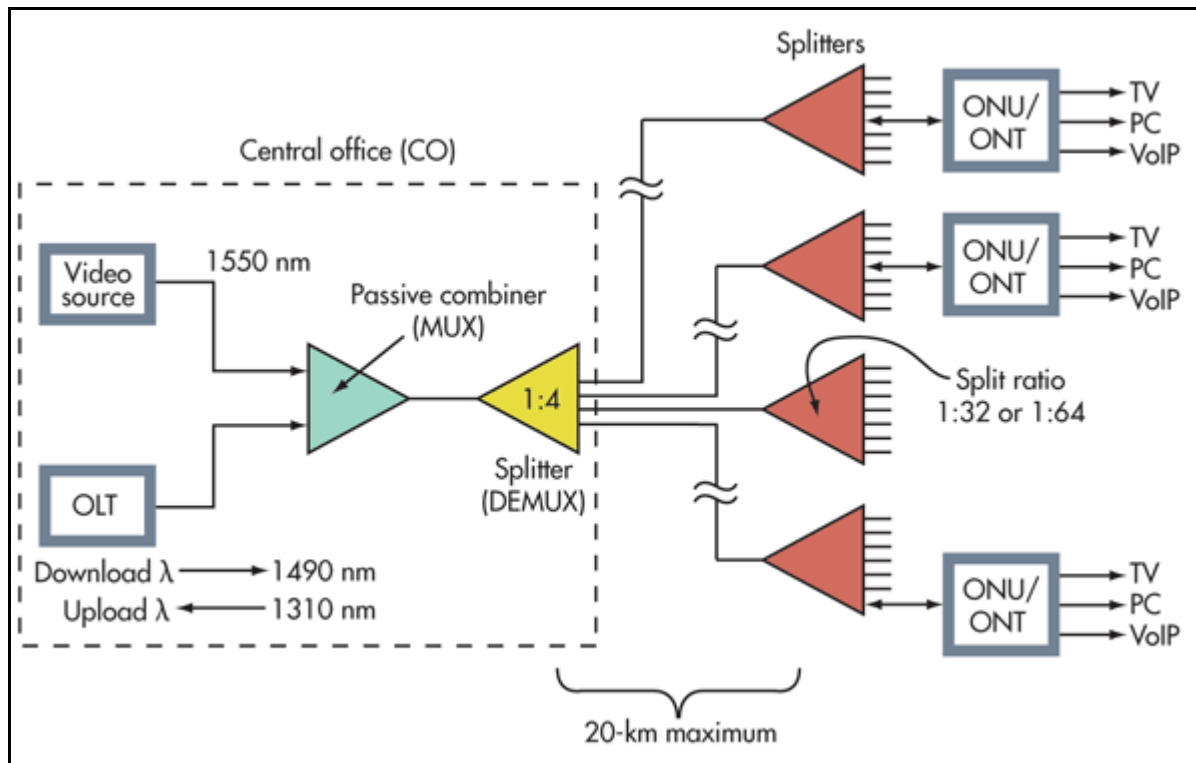 Splitters
ONU/
ONT
TV
PC
VoIP
Central office (CO)
Video
source
1550 nm
Passive combiner
(MUX)
ONU/
ONT
TV
PC
VoIP
1:4
Split ratio
1:32 or 1:64
Splitter
(DEMUX)
OLT
Download λ
1490 nm
Upload λ
1310 nm
ONU/
ONT
TV
PC
VoIP
20-km maximum